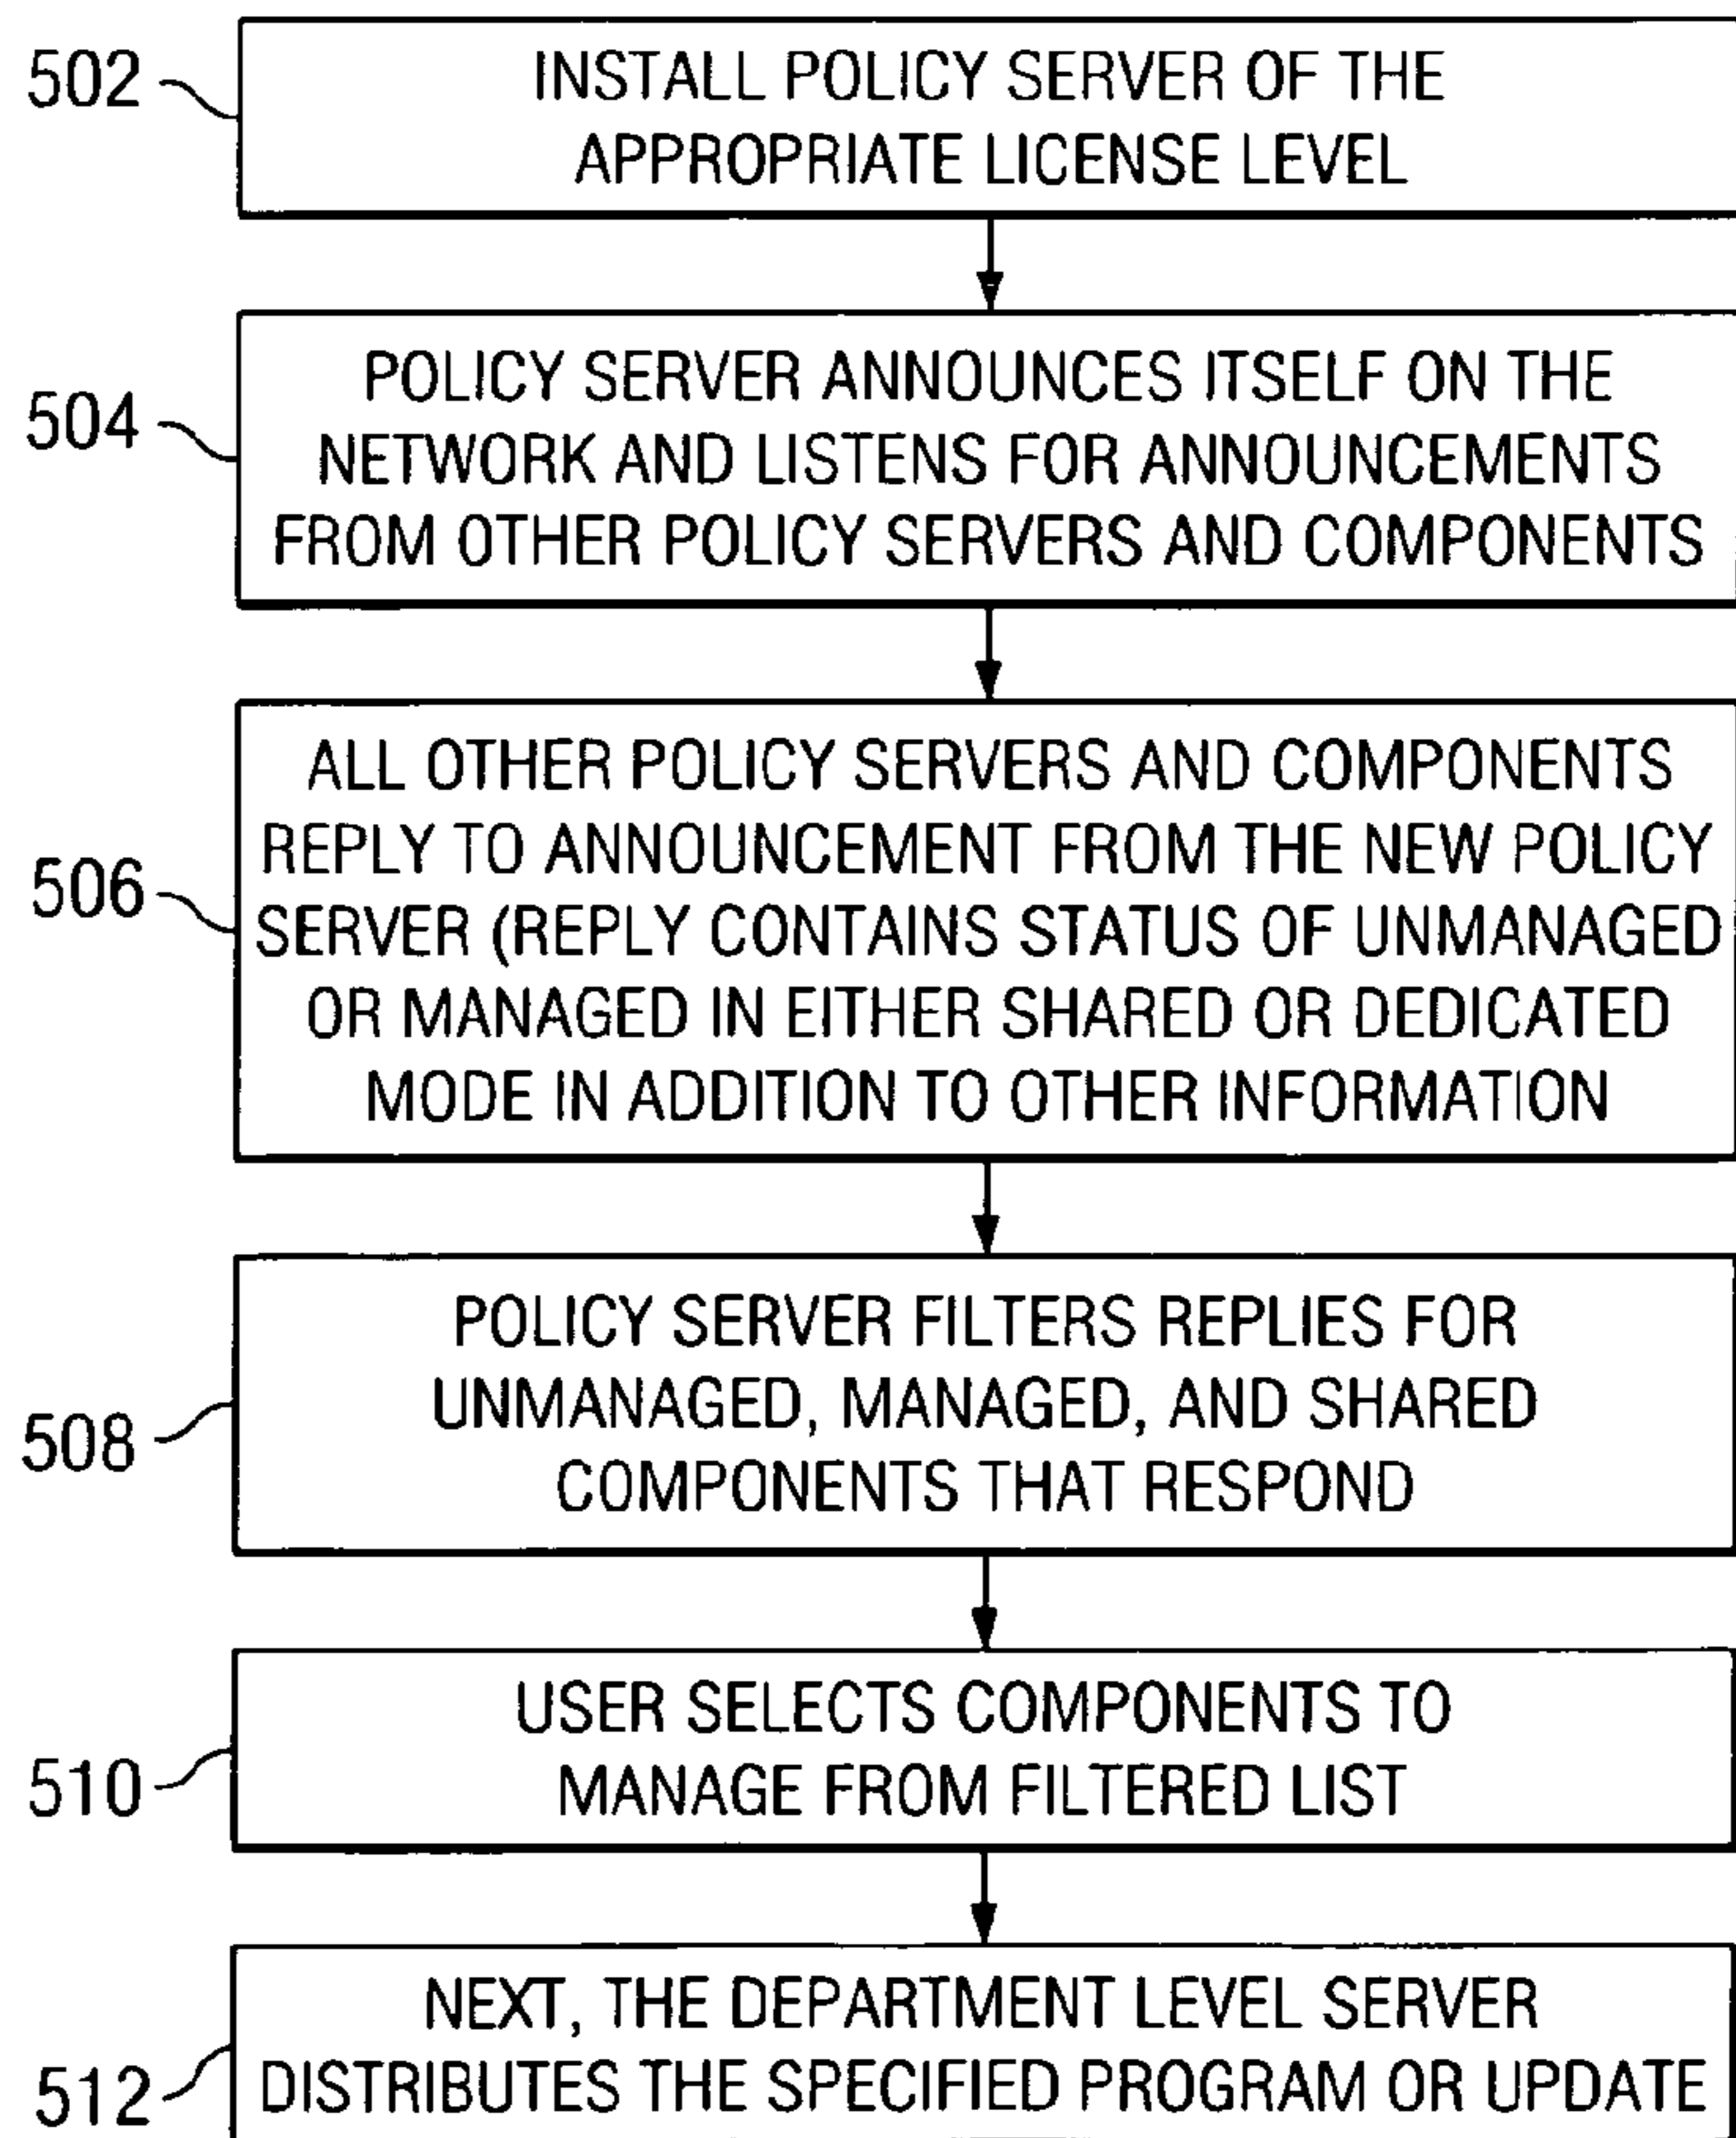 502
INSTALL POLICY SERVER OF THE
APPROPRIATE LICENSE LEVEL
504
POLICY SERVER ANNOUNCES ITSELF ON THE
NETWORK AND LISTENS FOR ANNOUNCEMENTS
FROM OTHER POLICY SERVERS AND COMPONENTS
506
ALL OTHER POLICY SERVERS AND COMPONENTS
REPLY TO ANNOUNCEMENT FROM THE NEW POLICY
SERVER (REPLY CONTAINS STATUS OF UNMANAGED
OR MANAGED IN EITHER SHARED OR DEDICATED
MODE IN ADDITION TO OTHER INFORMATION
508
POLICY SERVER FILTERS REPLIES FOR
UNMANAGED, MANAGED, AND SHARED
COMPONENTS THAT RESPOND
510
USER SELECTS COMPONENTS TO
MANAGE FROM FILTERED LIST
512
NEXT, THE DEPARTMENT LEVEL SERVER
DISTRIBUTES THE SPECIFIED PROGRAM OR UPDATE